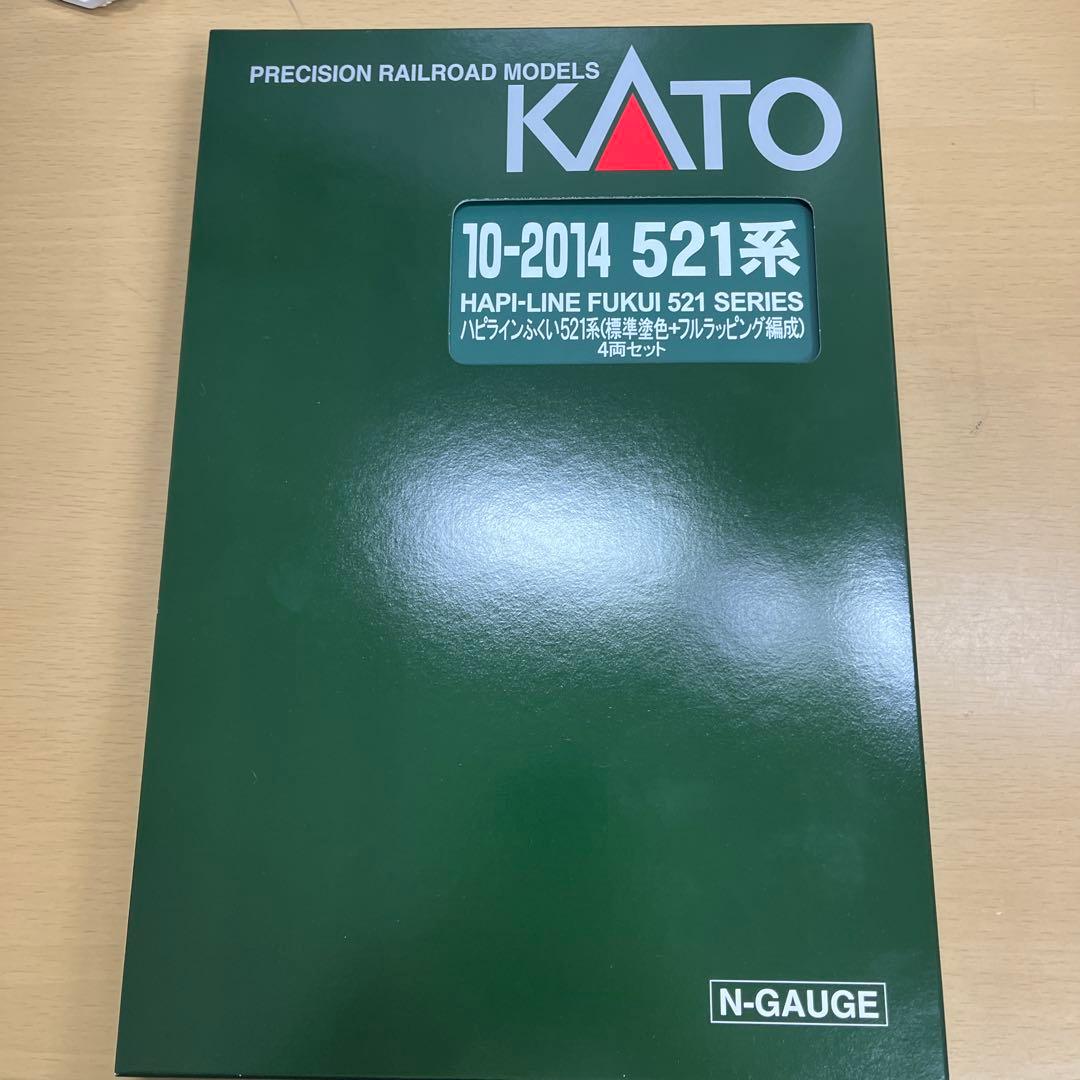 PRECISION RAILROAD MODELS
KATO
10-2014 521系
HAPI-LINE FUKUI 521 SERIES
ハピラインふくい521系(標準塗色+フルラッピング編成)
4両セット
N-GAUGE